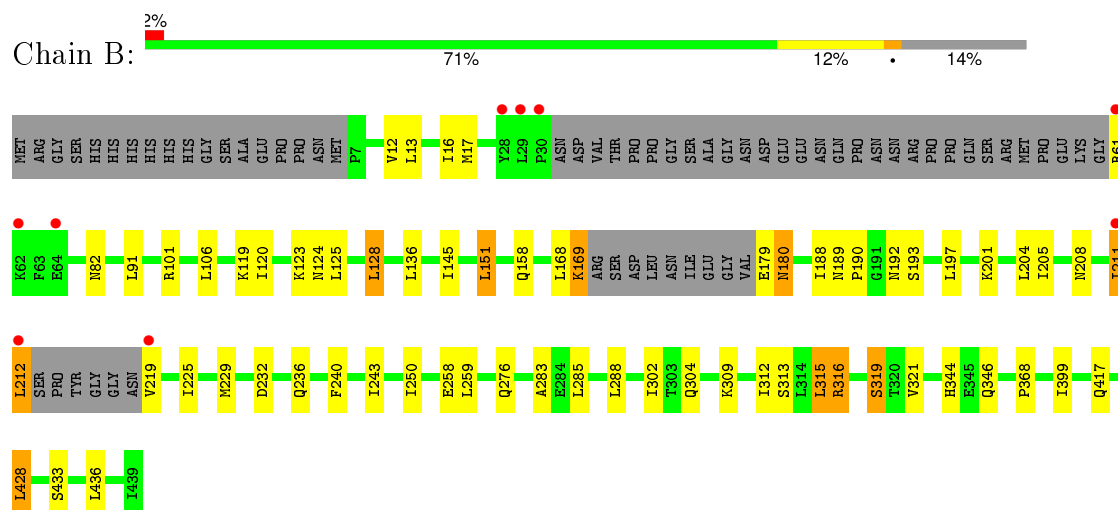 2%
Chain B:
71% 12% • 14%
MET ARG GLY SER HIS HIS HIS HIS HIS HIS GLY SER ALA GLU PRO PRO ASN MET P7 V12 L13 I16 M17 Y28 L29 P30 ASN ASP VAL THR PRO PRO GLY SER ALA GLY ASN ASP GLU GLU ASN GLN PRO ASN ASN ARG PRO PRO GLN SER ARG MET PRO GLU LYS GLY R61
K62 F63 E64 N82 L91 R101 L106 K119 I120 K123 N124 L125 L128 L136 I145 L151 Q158 L168 K169 ARG SER ASP LEU ASN ILE GLU GLY VAL E179 N180 I188 N189 P190 G191 N192 S193 L197 K201 L204 I205 N208 I211
L212 SER PRO TYR GLY GLY ASN V219 I225 M229 D232 Q236 F240 I243 I250 E258 L259 Q276 A283 E284 L285 L288 I302 T303 Q304 K309 I312 S313 L314 L315 R316 S319 T320 V321 H344 E345 Q346 P368 I399 Q417
L428 S433 L436 I439